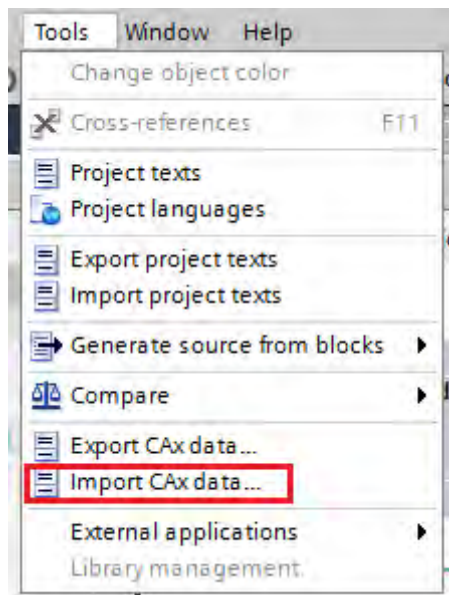 Tools Window Help
Change object color
Cross-references F11
Project texts
Project languages
Export project texts
Import project texts
Generate source from blocks
Compare
Export CAx data...
Import CAx data...
External applications
Library management